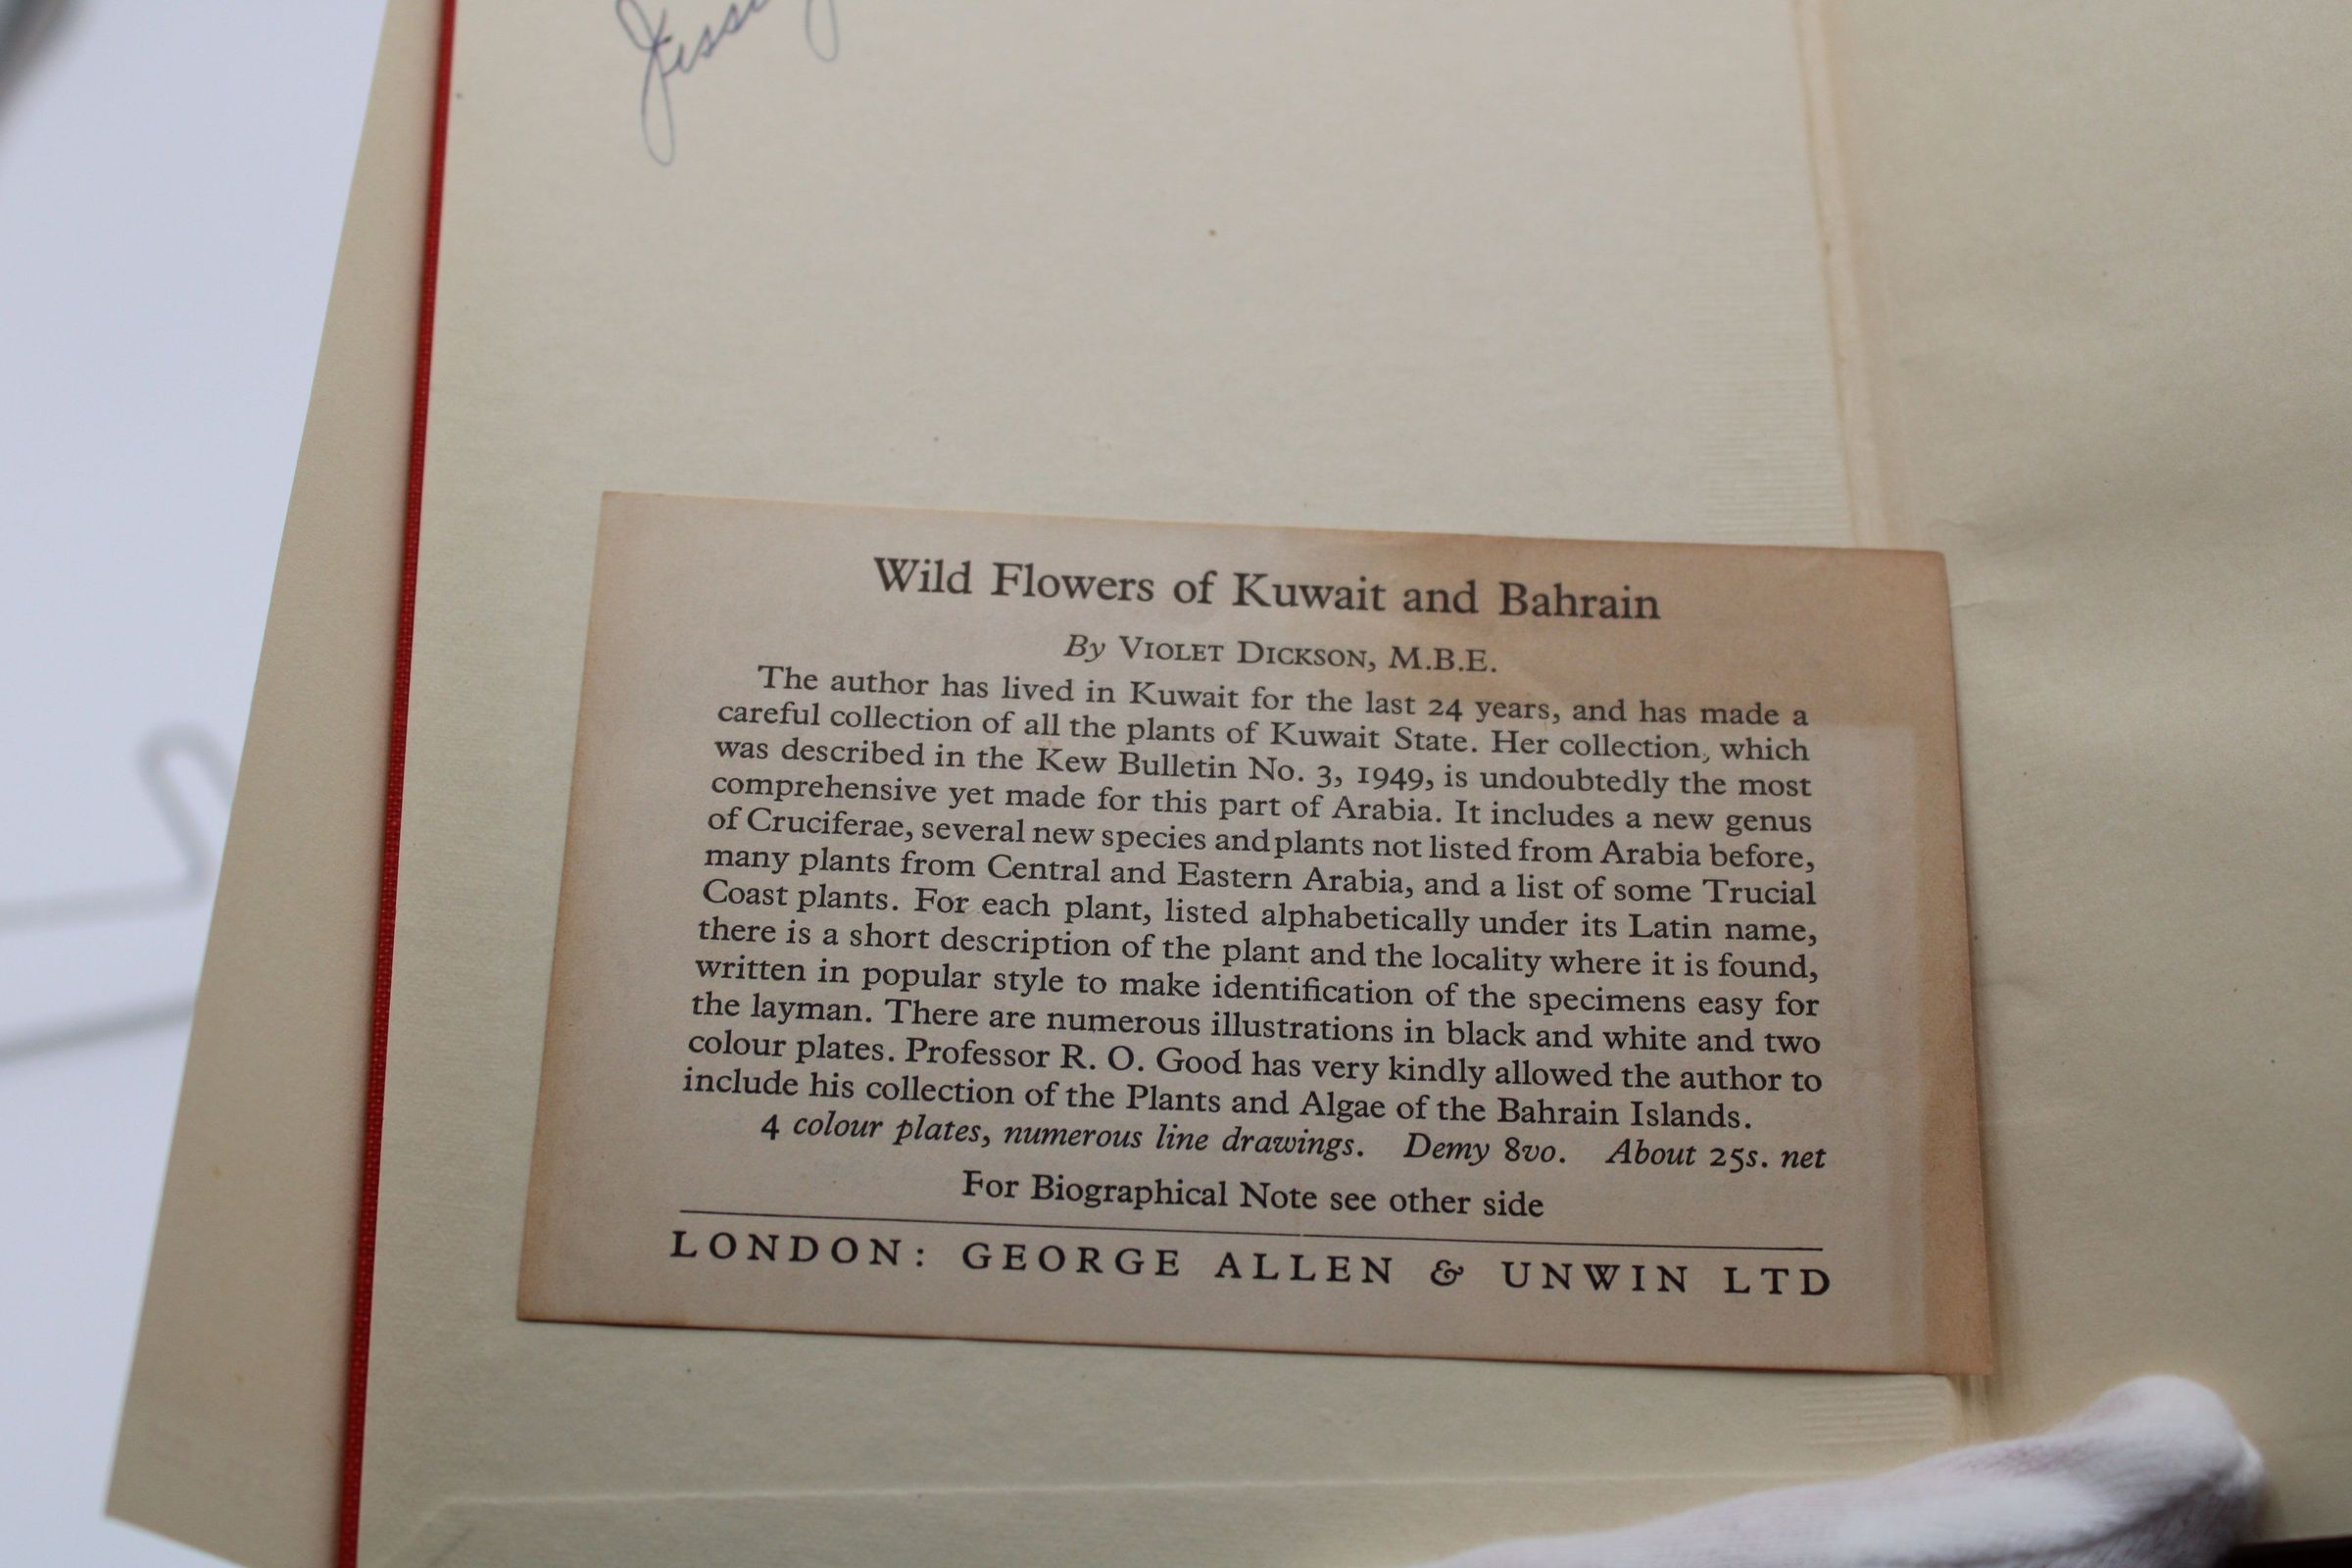 Wild Flowers of Kuwait and Bahrain
By VIOLET DICKSON, M.B.E.
The author has lived in Kuwait for the last 24 years, and has made a
careful collection of all the plants of Kuwait State. Her collection, which
was described in the Kew Bulletin No. 3, 1949, is undoubtedly the most
comprehensive yet made for this part of Arabia. It includes a new genus
of Cruciferae, several new species and plants not listed from Arabia before,
many plants from Central and Eastern Arabia, and a list of some Trucial
Coast plants. For each plant, listed alphabetically under its Latin name,
there is a short description of the plant and the locality where it is found,
written in popular style to make identification of the specimens easy for
the layman. There are numerous illustrations in black and white and two
colour plates. Professor R. O. Good has very kindly allowed the author to
include his collection of the Plants and Algae of the Bahrain Islands.
4 colour plates, numerous line drawings. Demy 8vo. About 25s. net
For Biographical Note see other side
LONDON: GEORGE ALLEN & UNWIN LTD